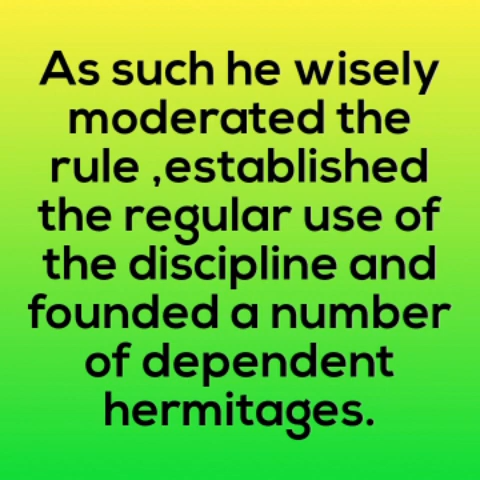 As such he wisely
moderated the
rule ,established
the regular use of
the discipline and
founded a number
of dependent
hermitages.